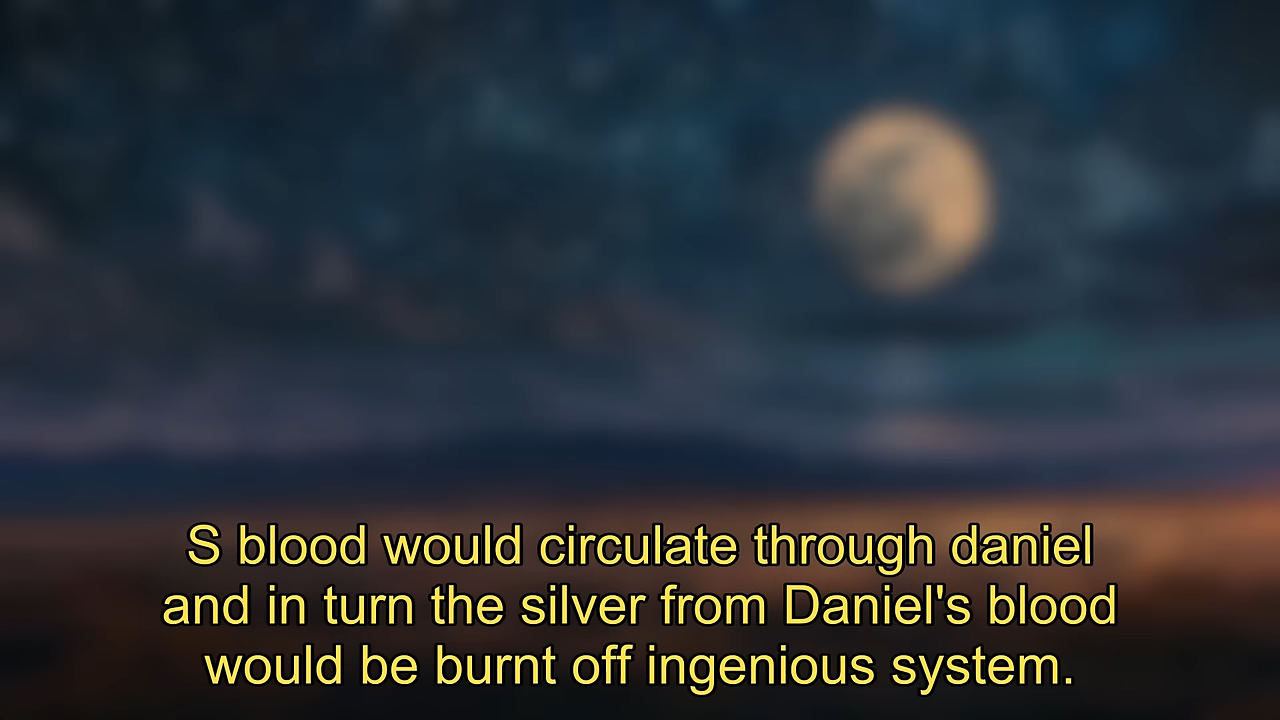 S blood would circulate through daniel
and in turn the silver from Daniel's blood
would be burnt off ingenious system.